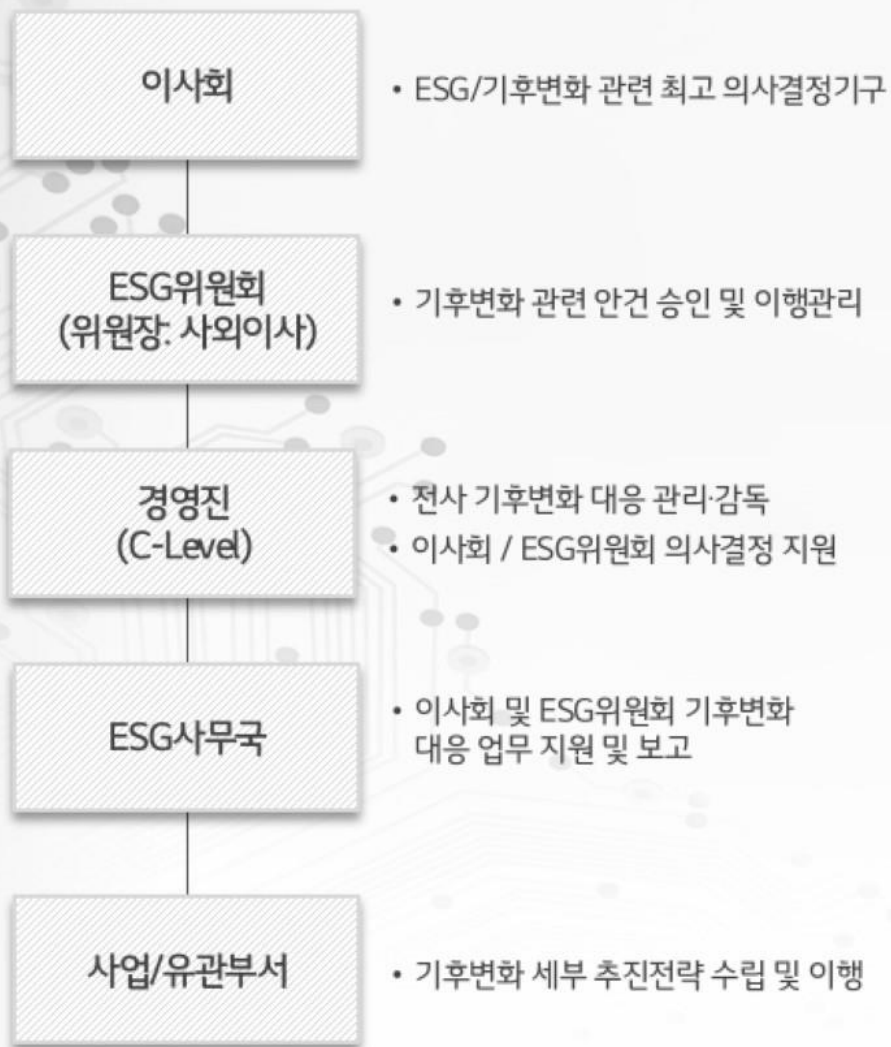 이사회
• ESG/기후변화 관련 최고 의사결정기구
ESG위원회
(위원장: 사외이사)
• 기후변화 관련 안건 승인 및 이행관리
경영진
(C-Level)
• 전사 기후변화 대응 관리·감독
• 이사회 / ESG위원회 의사결정 지원
ESG사무국
• 이사회 및 ESG위원회 기후변화
대응 업무 지원 및 보고
사업/유관부서
• 기후변화 세부 추진전략 수립 및 이행